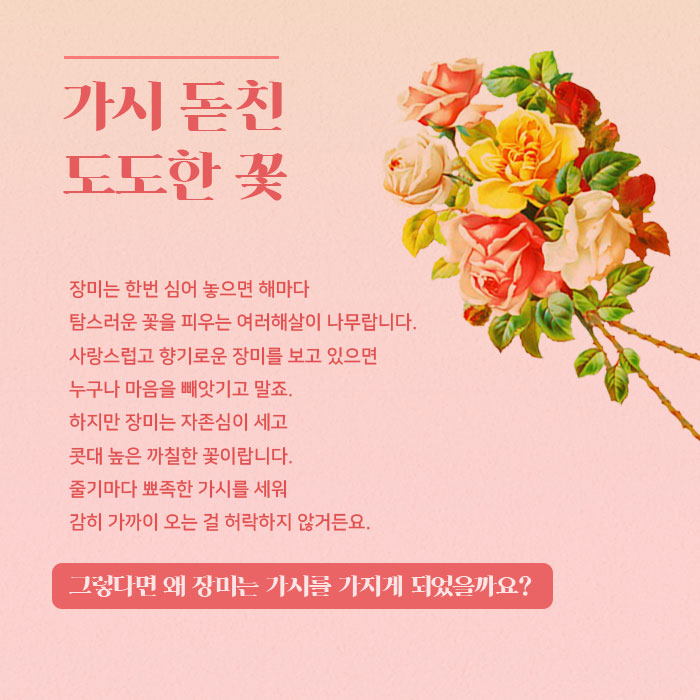 가시 돋친
도도한 꽃
장미는 한번 심어 놓으면 해마다
탐스러운 꽃을 피우는 여러해살이 나무랍니다.
사랑스럽고 향기로운 장미를 보고 있으면
누구나 마음을 빼앗기고 말죠.
하지만 장미는 자존심이 세고
콧대 높은 까칠한 꽃이랍니다.
줄기마다 뾰족한 가시를 세워
감히 가까이 오는 걸 허락하지 않거든요.
그렇다면 왜 장미는 가시를 가지게 되었을까요?